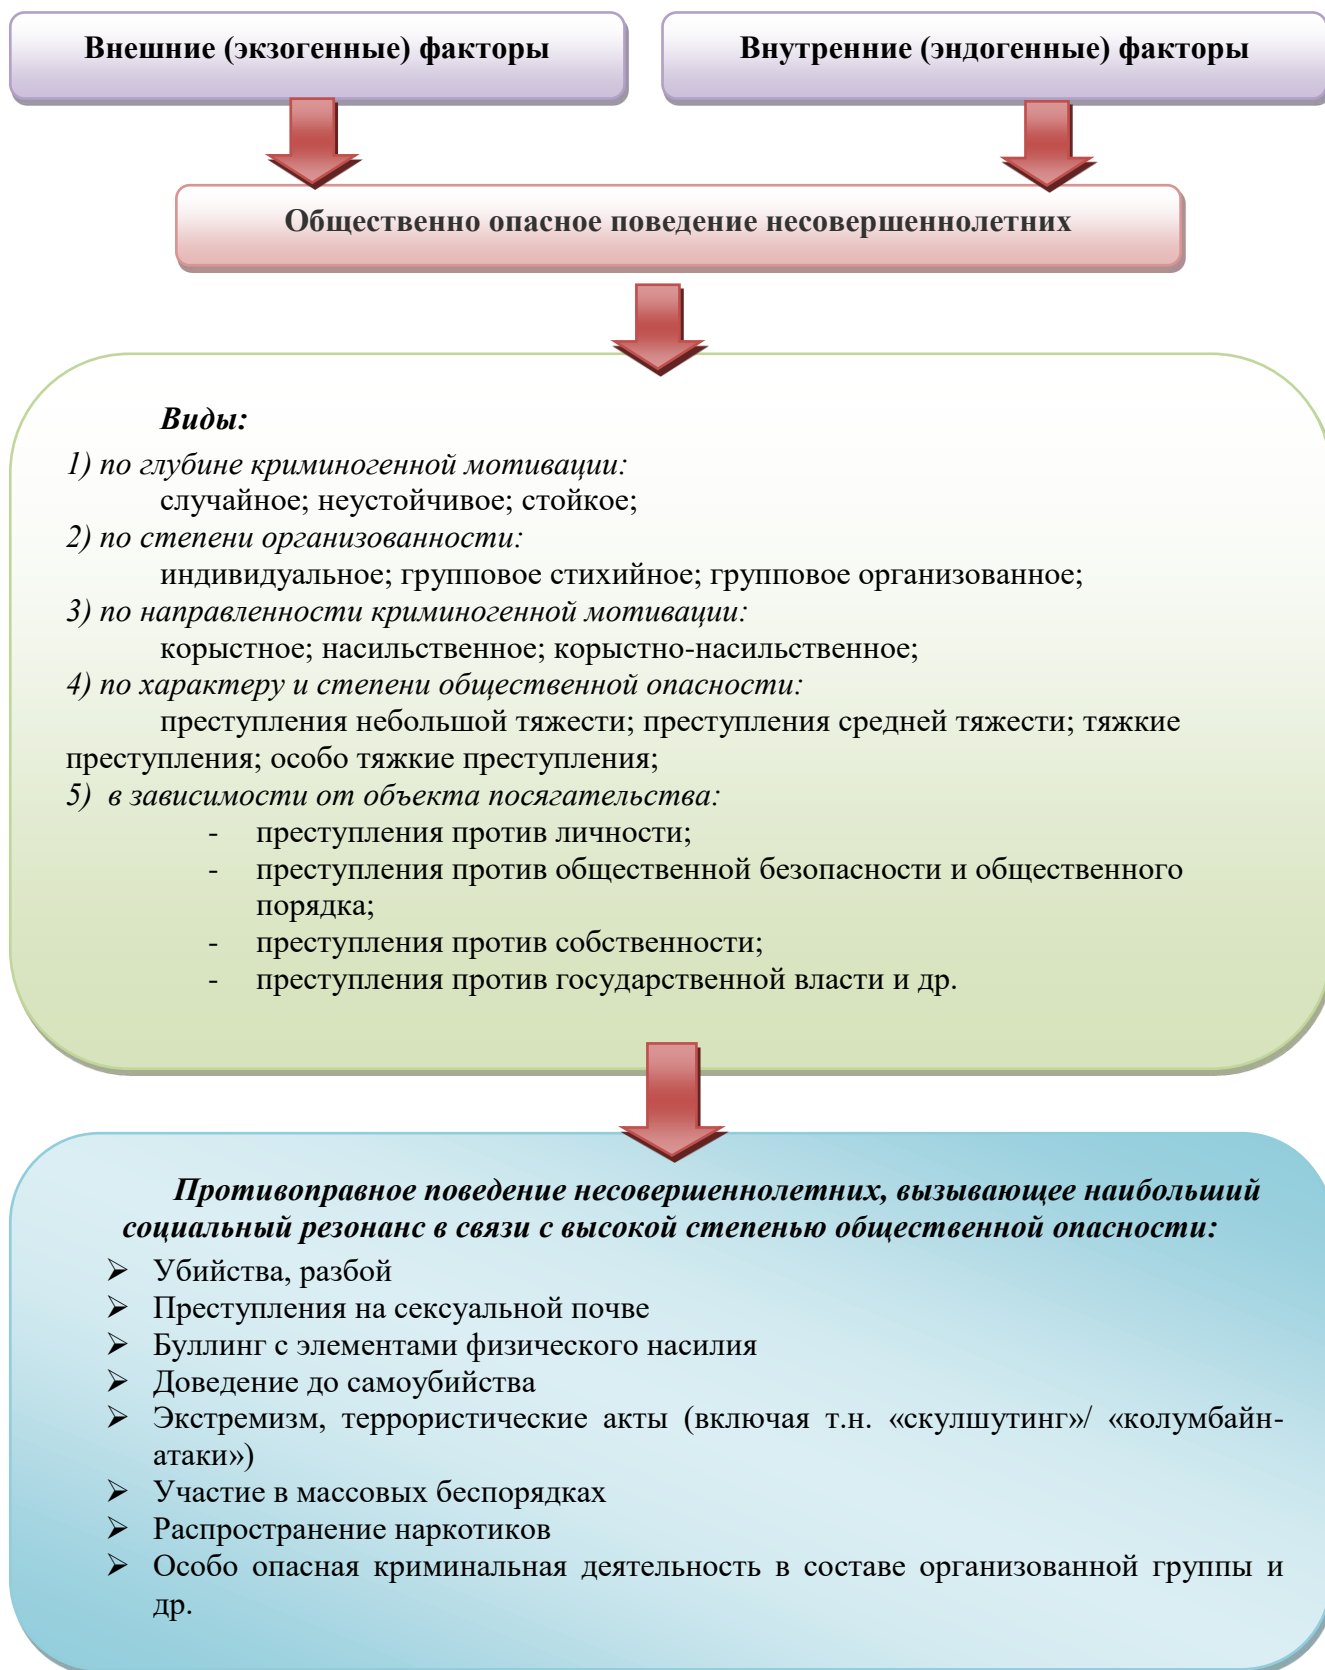 Внешние (экзогенные) факторы
Внутренние (эндогенные) факторы
Общественно опасное поведение несовершеннолетних
Виды:
1) по глубине криминогенной мотивации:
случайное; неустойчивое; стойкое;
2) по степени организованности:
индивидуальное; групповое стихийное; групповое организованное;
3) по направленности криминогенной мотивации:
корыстное; насильственное; корыстно-насильственное;
4) по характеру и степени общественной опасности:
преступления небольшой тяжести; преступления средней тяжести; тяжкие
преступления; особо тяжкие преступления;
5) в зависимости от объекта посягательства:
- преступления против личности;
- преступления против общественной безопасности и общественного
порядка;
- преступления против собственности;
- преступления против государственной власти и др.
Противоправное поведение несовершеннолетних, вызывающее наибольший
социальный резонанс в связи с высокой степенью общественной опасности:
➢ Убийства, разбой
➢ Преступления на сексуальной почве
➢ Буллинг с элементами физического насилия
➢ Доведение до самоубийства
➢ Экстремизм, террористические акты (включая т.н. «скулшутинг»/ «колумбайн-
атаки»)
➢ Участие в массовых беспорядках
➢ Распространение наркотиков
➢ Особо опасная криминальная деятельность в составе организованной группы и
др.